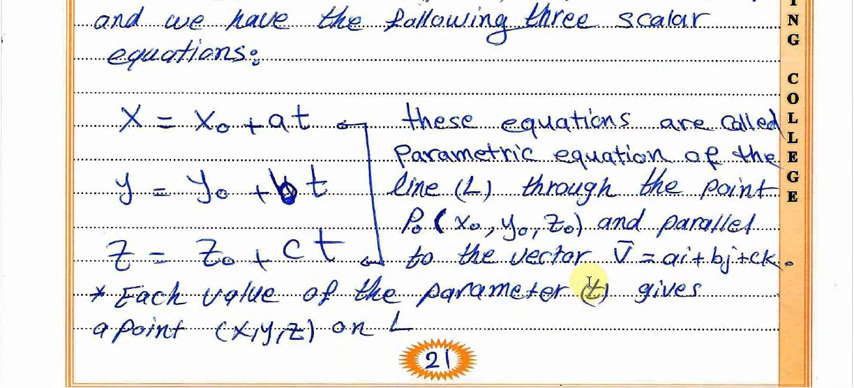 and we have the following three scalar
equations:
x = x₀ + at
y = y₀ + bt
z = z₀ + ct
these equations are called
parametric equation of the
line (L) through the point
P₀ (x₀, y₀, z₀) and parallel
to the vector V̄ = ai + bj + ck.
* Each value of the parameter (t) gives
a point (x, y, z) on L
21
ING COLLEGE